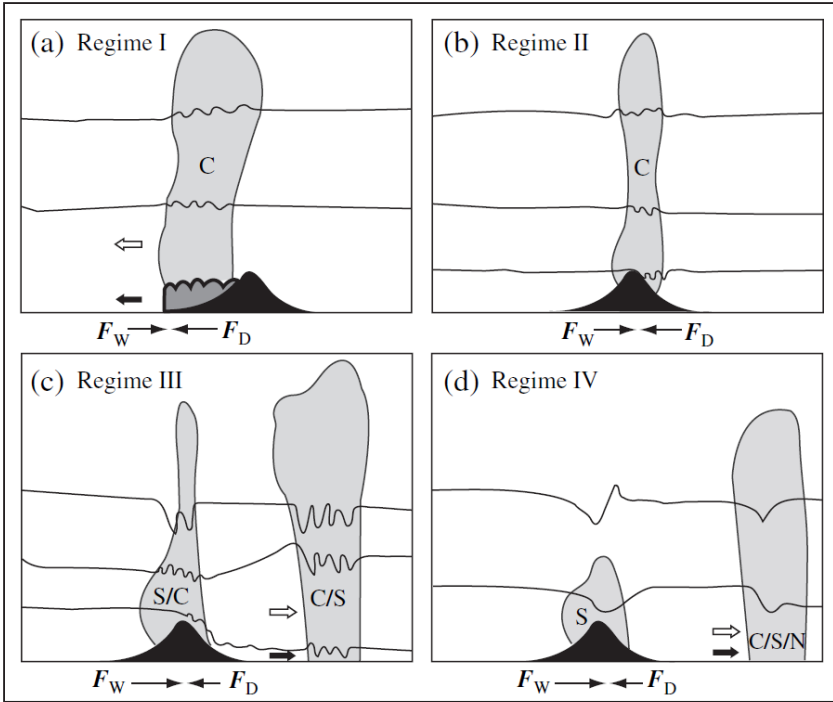 (a) Regime I
C
F_W F_D
(b) Regime II
C
F_W F_D
(c) Regime III
S/C
C/S
F_W F_D
(d) Regime IV
S
C/S/N
F_W F_D